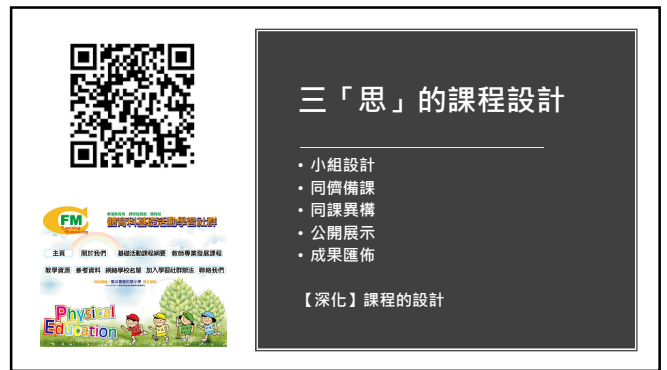 三「思」的課程設計
• 小組設計
• 同儕備課
• 同課異構
• 公開展示
• 成果匯佈
【深化】課程的設計
FM
體育科基礎活動學習社群
主頁 關於我們 基礎活動課程綱要 教師專業發展課程
教學資源 參考資料 網絡學校名單 加入學習社群辦法 聯絡我們
Physical
Education